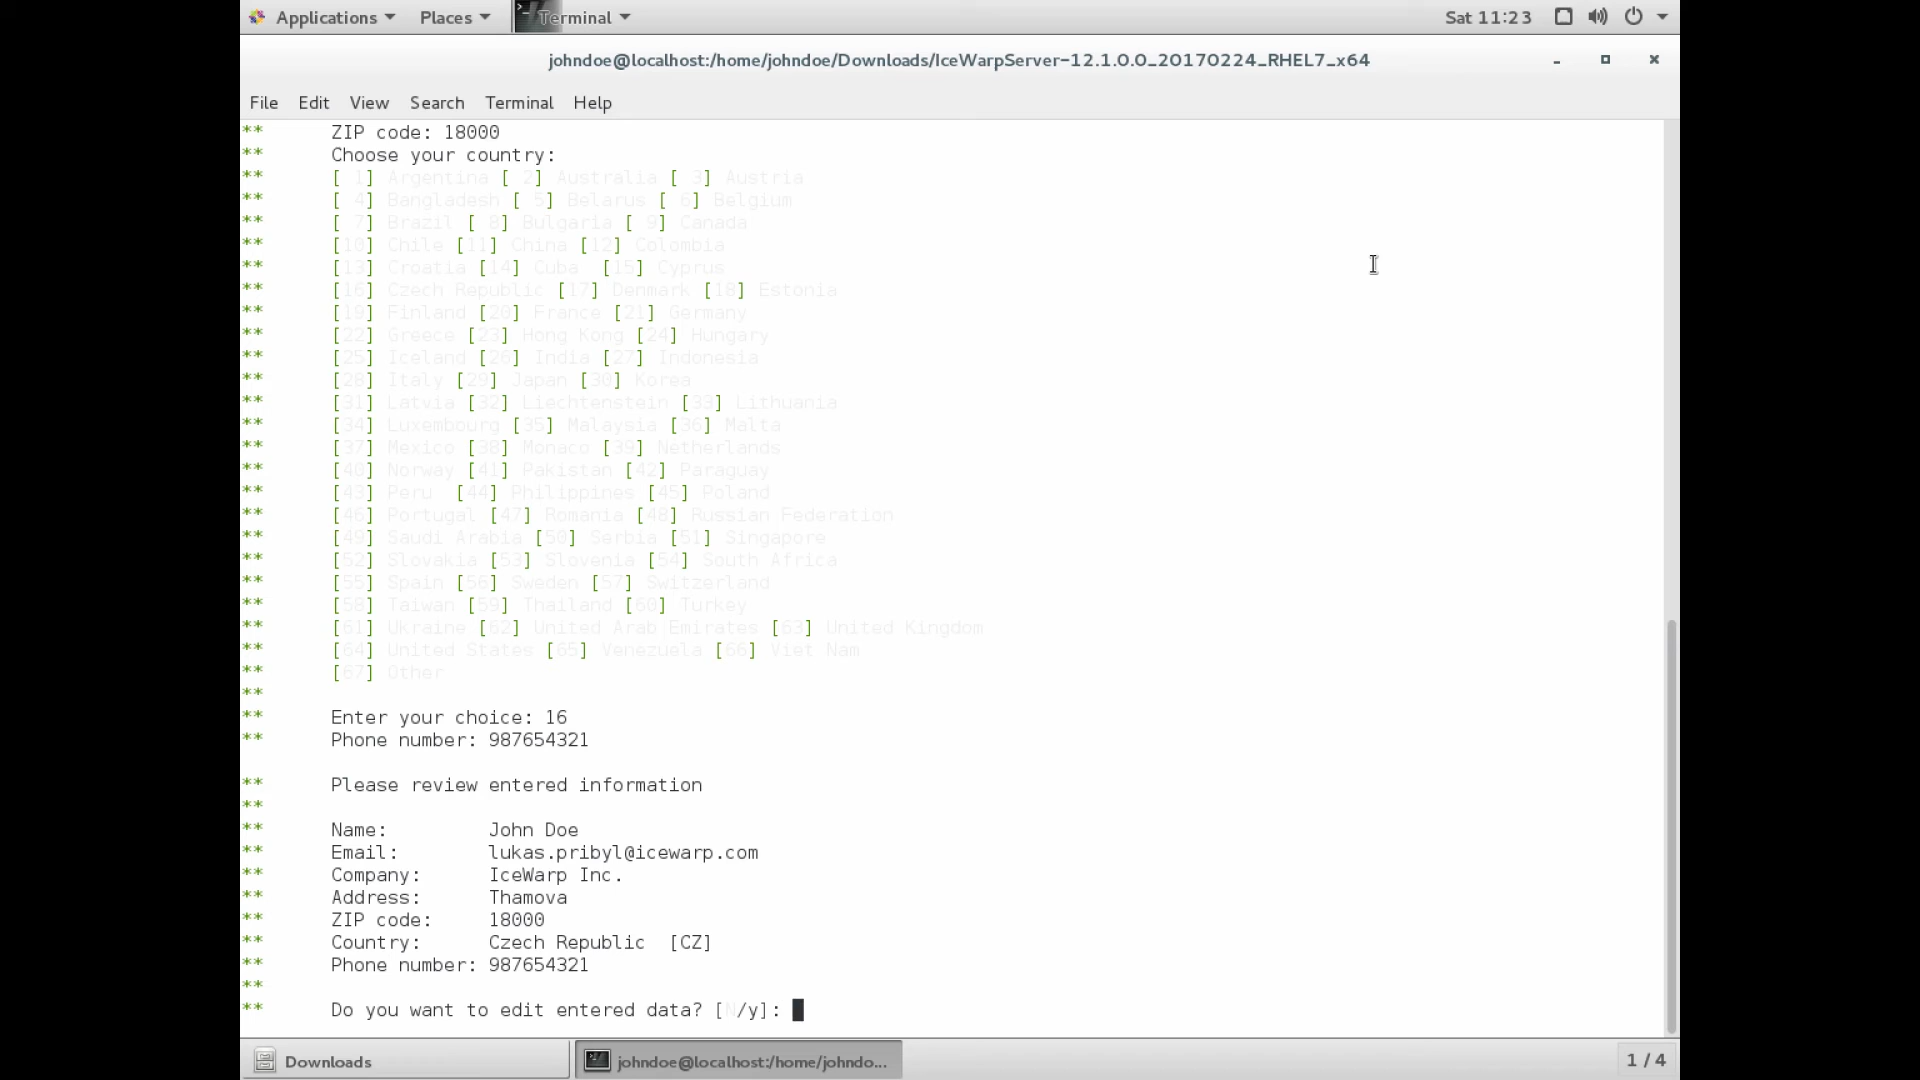 Applications Places Terminal Sat 11:23
johndoe@localhost:/home/johndoe/Downloads/IceWarpServer-12.1.0.0_20170224_RHEL7_x64
File Edit View Search Terminal Help
** ZIP code: 18000
** Choose your country:
** [ 1] Argentina [ 2] Australia [ 3] Austria
** [ 4] Bangladesh [ 5] Belarus [ 6] Belgium
** [ 7] Brazil [ 8] Bulgaria [ 9] Canada
** [10] Chile [11] China [12] Colombia
** [13] Croatia [14] Cuba [15] Cyprus
** [16] Czech Republic [17] Denmark [18] Estonia
** [19] Finland [20] France [21] Germany
** [22] Greece [23] Hong Kong [24] Hungary
** [25] Iceland [26] India [27] Indonesia
** [28] Italy [29] Japan [30] Korea
** [31] Latvia [32] Liechtenstein [33] Lithuania
** [34] Luxembourg [35] Malaysia [36] Malta
** [37] Mexico [38] Monaco [39] Netherlands
** [40] Norway [41] Pakistan [42] Paraguay
** [43] Peru [44] Philippines [45] Poland
** [46] Portugal [47] Romania [48] Russian Federation
** [49] Saudi Arabia [50] Serbia [51] Singapore
** [52] Slovakia [53] Slovenia [54] South Africa
** [55] Spain [56] Sweden [57] Switzerland
** [58] Taiwan [59] Thailand [60] Turkey
** [61] Ukraine [62] United Arab Emirates [63] United Kingdom
** [64] United States [65] Venezuela [66] Viet Nam
** [67] Other
**
** Enter your choice: 16
** Phone number: 987654321
** Please review entered information
**
** Name: John Doe
** Email: lukas.pribyl@icewarp.com
** Company: IceWarp Inc.
** Address: Thamova
** ZIP code: 18000
** Country: Czech Republic [CZ]
** Phone number: 987654321
**
** Do you want to edit entered data? [N/y]:
Downloads johndoe@localhost:/home/johndo... 1 / 4